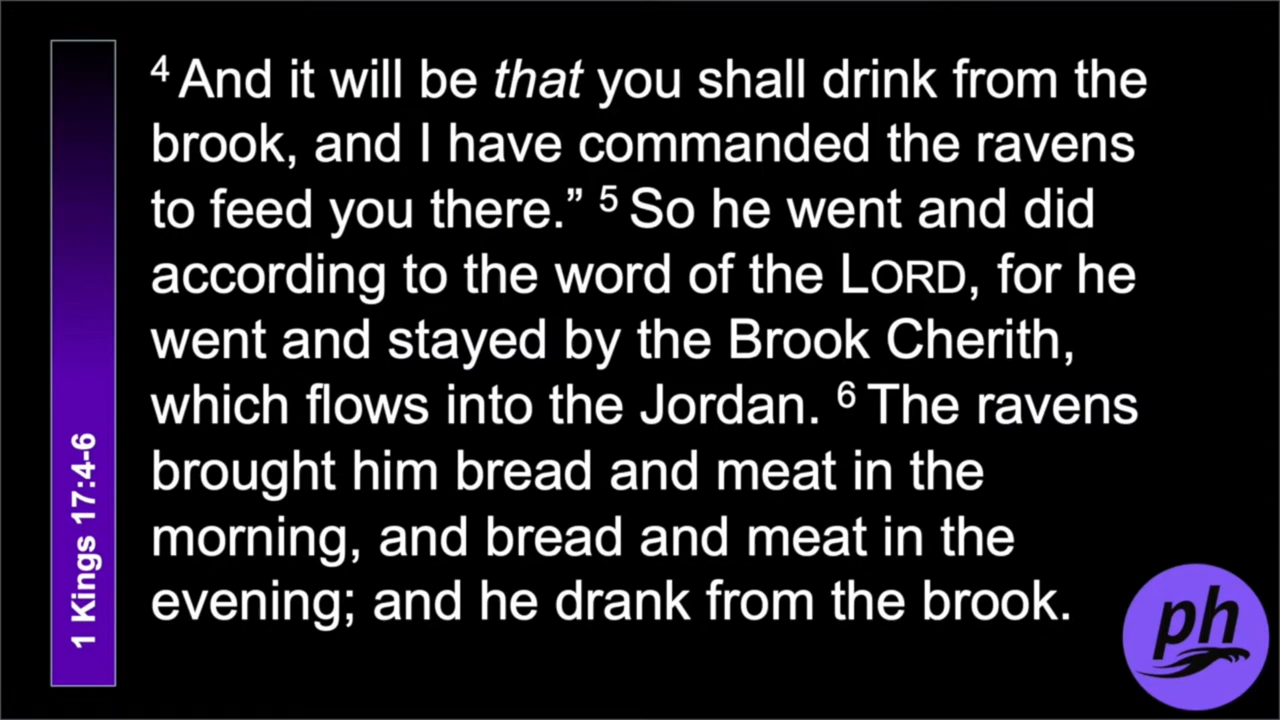 4 And it will be that you shall drink from the
brook, and I have commanded the ravens
to feed you there.” 5 So he went and did
according to the word of the LORD, for he
went and stayed by the Brook Cherith,
which flows into the Jordan. 6 The ravens
brought him bread and meat in the
morning, and bread and meat in the
evening; and he drank from the brook.
1 Kings 17:4-6
ph